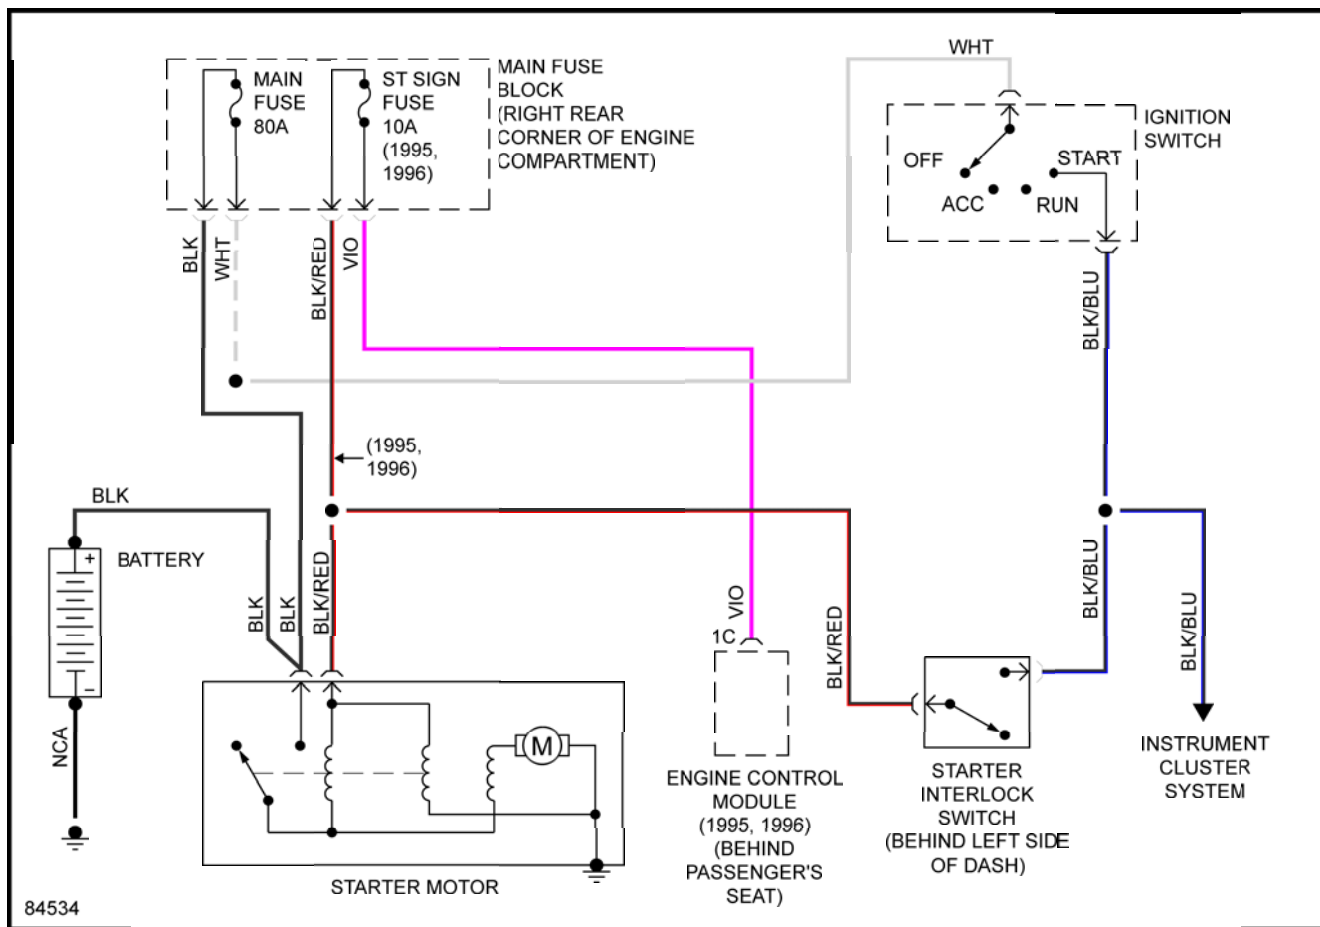 WHT
MAIN
FUSE
80A
ST SIGN
FUSE
10A
(1995,
1996)
MAIN FUSE
BLOCK
(RIGHT REAR
CORNER OF ENGINE
COMPARTMENT)
IGNITION
SWITCH
OFF
ACC
RUN
START
BLK
WHT
BLK/RED
VIO
BLK/BLU
(1995,
1996)
BLK
BATTERY
+
–
BLK
BLK
BLK/RED
VIO
1C
BLK/RED
BLK/BLU
BLK/BLU
NCA
M
STARTER MOTOR
ENGINE CONTROL
MODULE
(1995, 1996)
(BEHIND
PASSENGER'S
SEAT)
STARTER
INTERLOCK
SWITCH
(BEHIND LEFT SIDE
OF DASH)
INSTRUMENT
CLUSTER
SYSTEM
84534